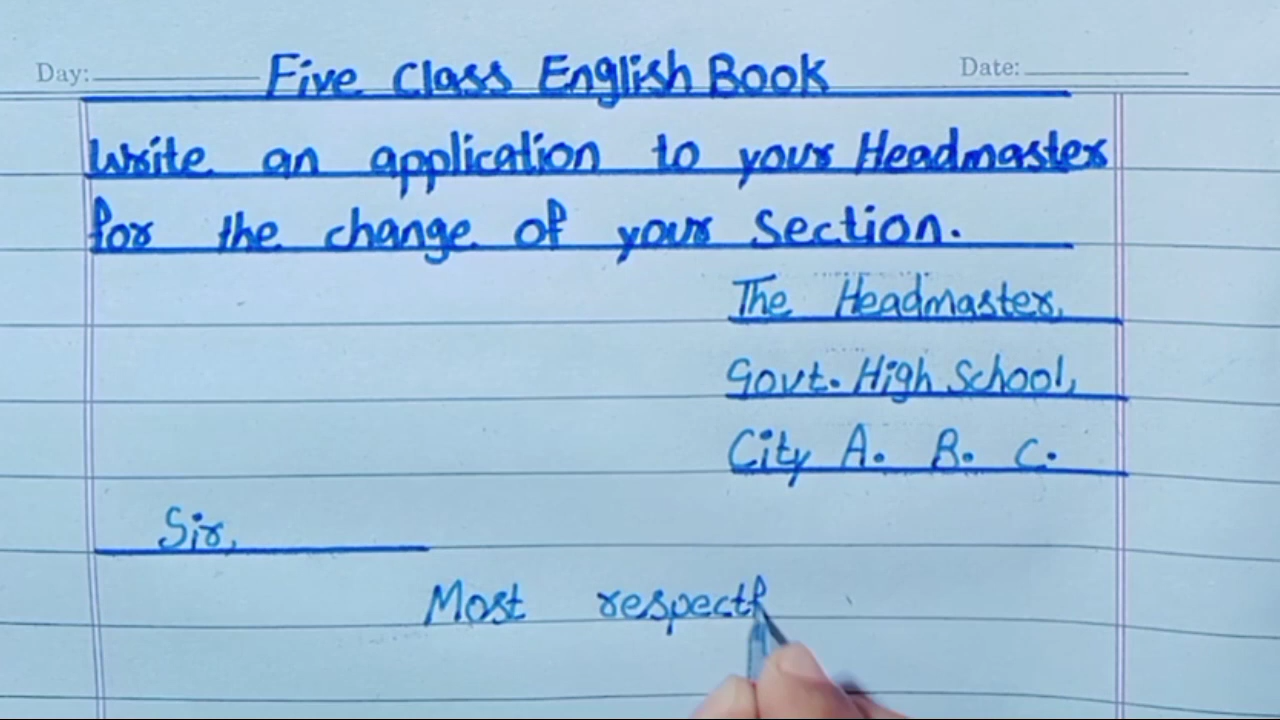 Day: Five Class English Book Date:
Write an application to your Headmaster
for the change of your Section.
The Headmaster,
Govt. High School,
City A. B. C.
Sir,
Most respectf